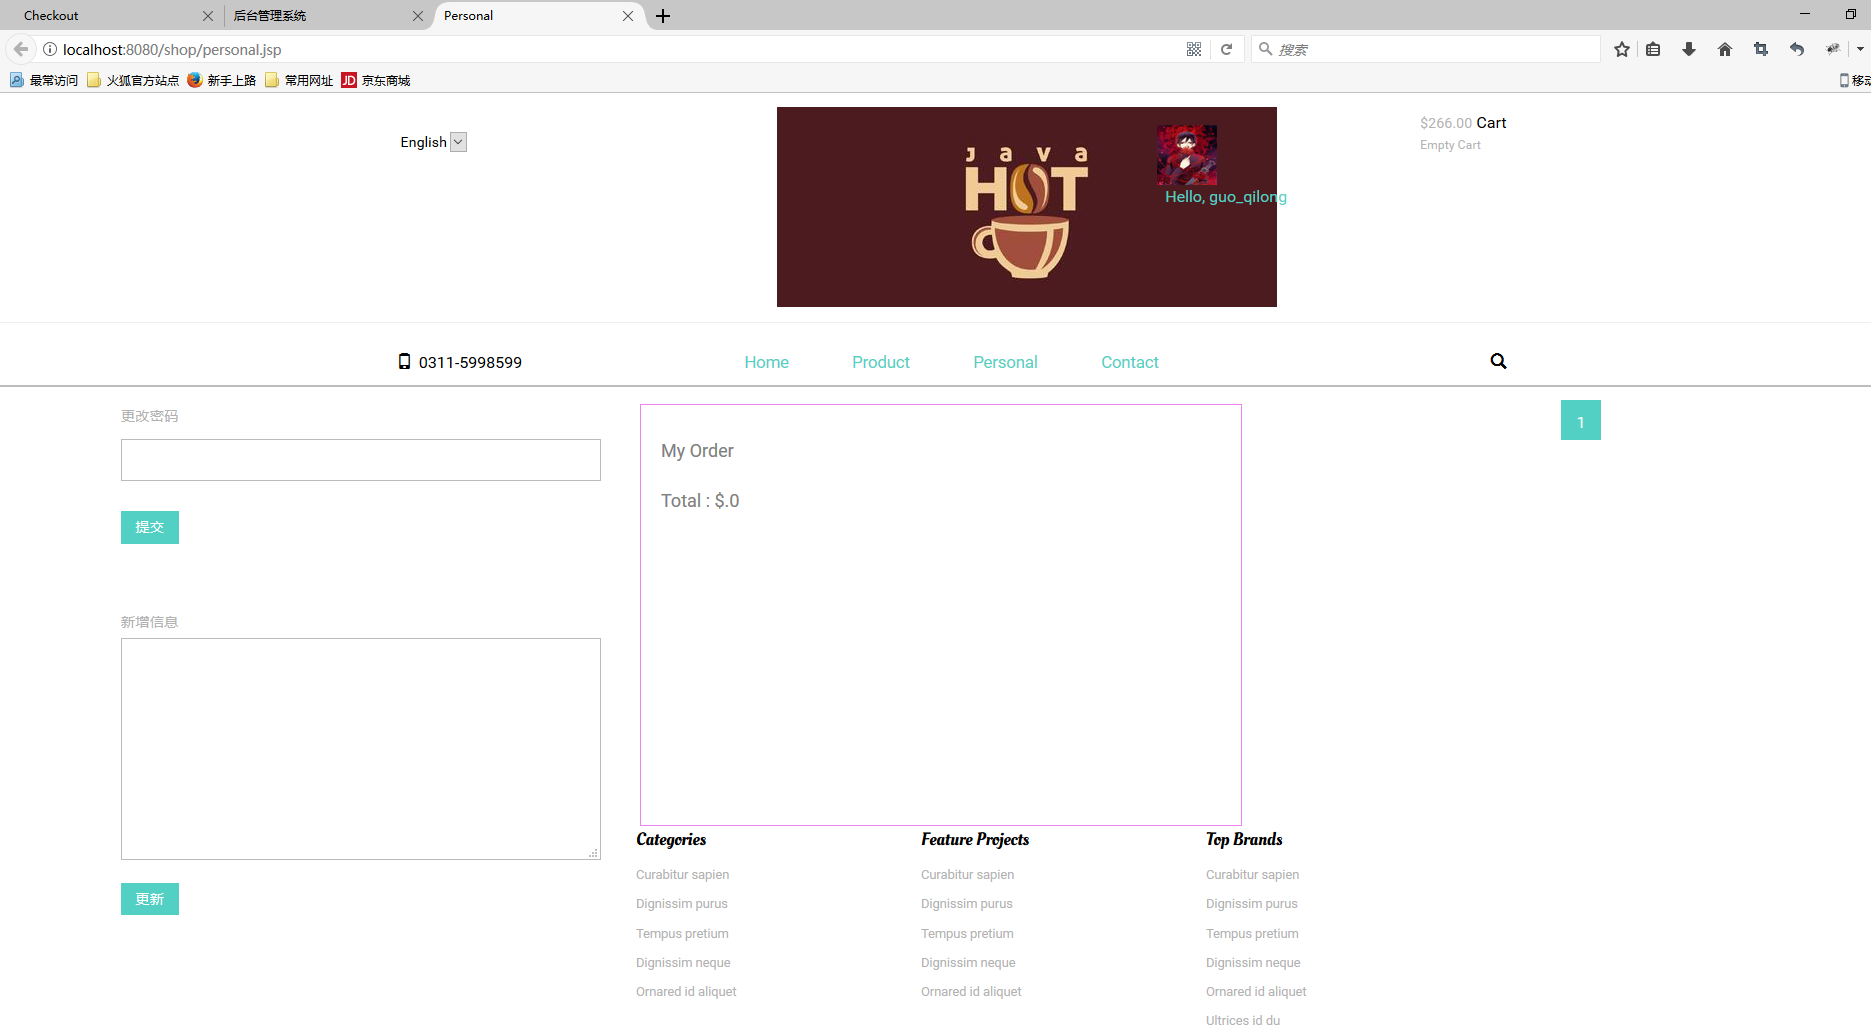 Checkout
后台管理系统
Personal
localhost:8080/shop/personal.jsp
搜索
最常访问
火狐官方站点
新手上路
常用网址
JD 京东商城
English
java
HOT
Hello, guo_qilong
$266.00 Cart
Empty Cart
0311-5998599
Home
Product
Personal
Contact
更改密码
提交
新增信息
更新
My Order
Total : $.0
1
Categories
Curabitur sapien
Dignissim purus
Tempus pretium
Dignissim neque
Ornared id aliquet
Feature Projects
Curabitur sapien
Dignissim purus
Tempus pretium
Dignissim neque
Ornared id aliquet
Top Brands
Curabitur sapien
Dignissim purus
Tempus pretium
Dignissim neque
Ornared id aliquet
Ultrices id du